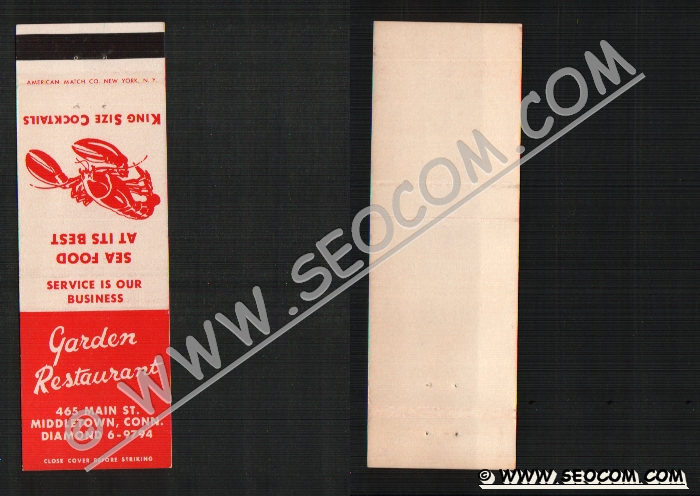 AMERICAN MATCH CO. NEW YORK, N. Y.
KING SIZE COCKTAILS
SEA FOOD
AT ITS BEST
SERVICE IS OUR
BUSINESS
Garden
Restaurant
465 MAIN ST.
MIDDLETOWN, CONN.
DIAMOND 6-9794
CLOSE COVER BEFORE STRIKING
© WWW.SEOCOM.COM
© WWW.SEOCOM.COM